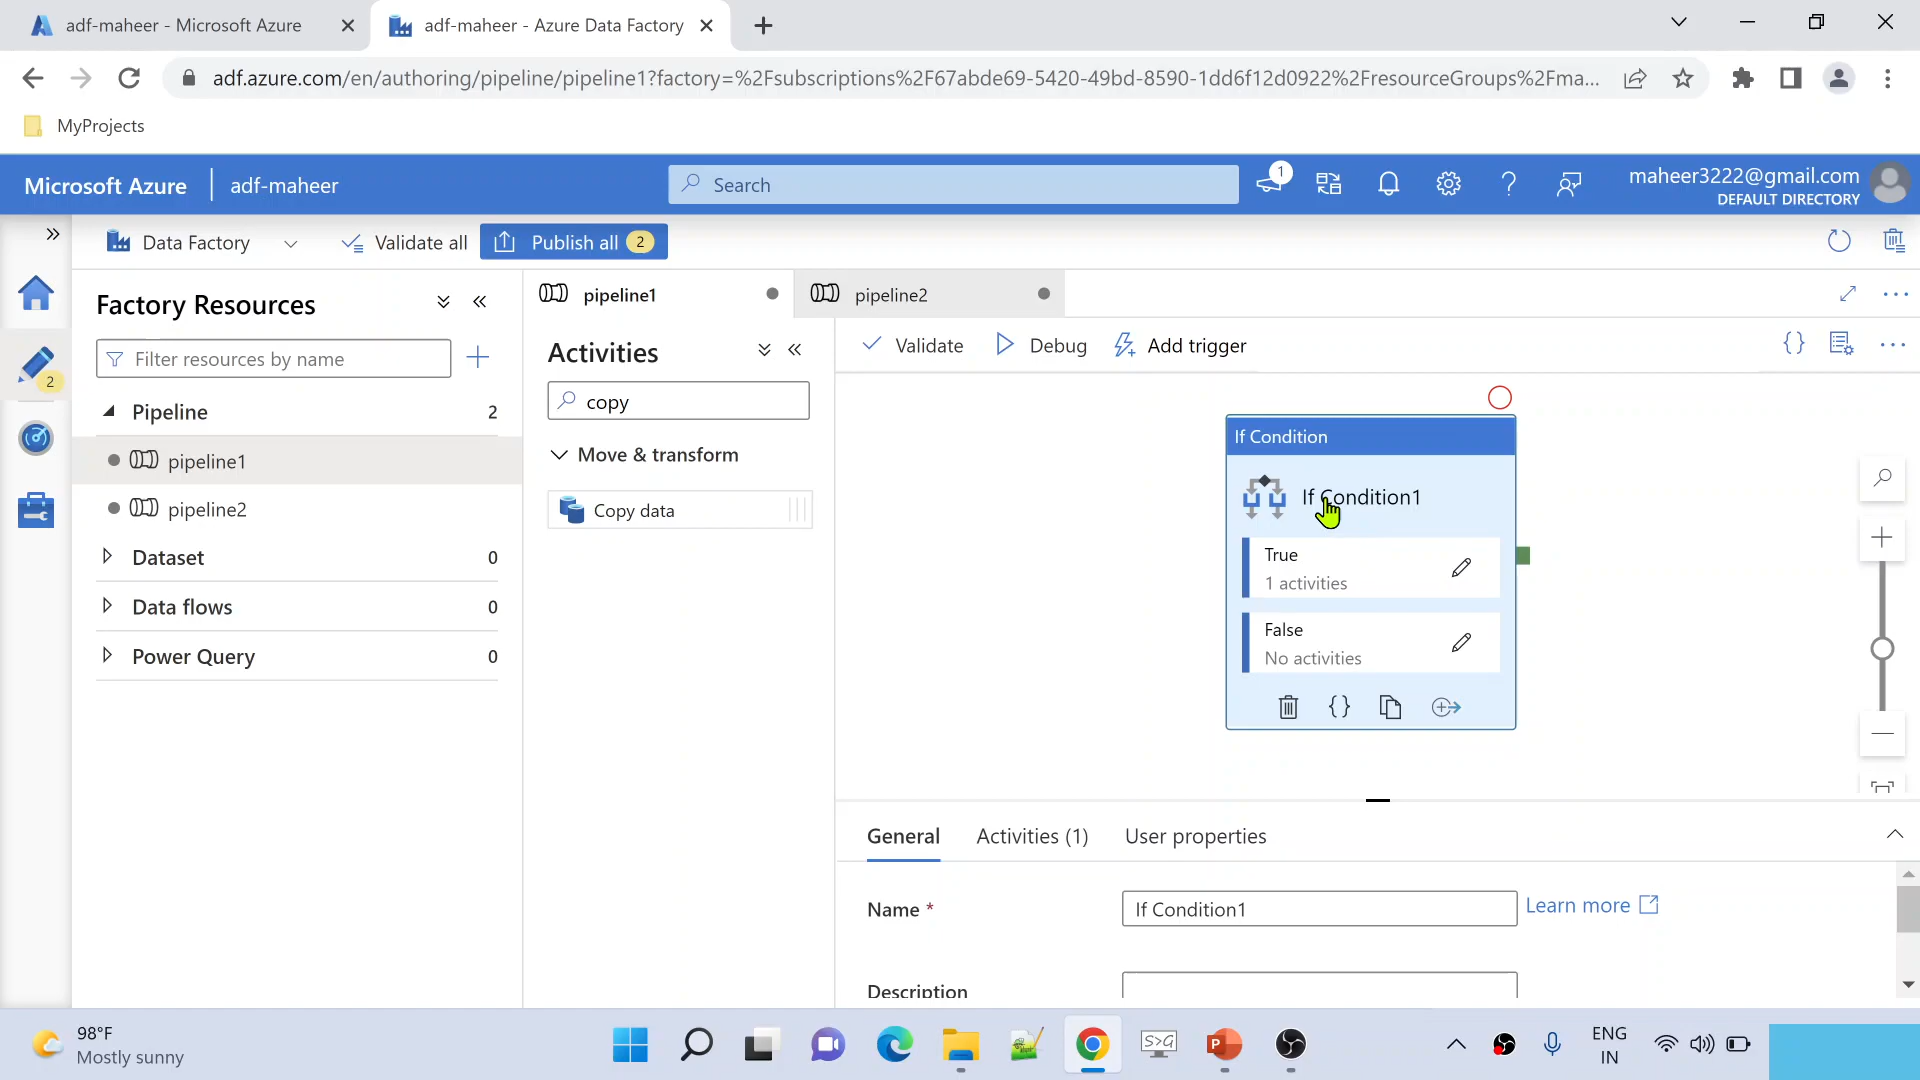 adf-maheer - Microsoft Azure
adf-maheer - Azure Data Factory
adf.azure.com/en/authoring/pipeline/pipeline1?factory=%2Fsubscriptions%2F67abde69-5420-49bd-8590-1dd6f12d0922%2FresourceGroups%2Fma...
MyProjects
Microsoft Azure
adf-maheer
Search
1
maheer3222@gmail.com
DEFAULT DIRECTORY
Data Factory
Validate all
Publish all 2
Factory Resources
pipeline1
pipeline2
Activities
Validate
Debug
Add trigger
Filter resources by name
2
copy
Pipeline 2
pipeline1
pipeline2
Dataset 0
Data flows 0
Power Query 0
Move & transform
Copy data
If Condition
If Condition1
True
1 activities
False
No activities
General
Activities (1)
User properties
Name *
If Condition1
Learn more
Description
98°F
Mostly sunny
S>G
P
ENG
IN